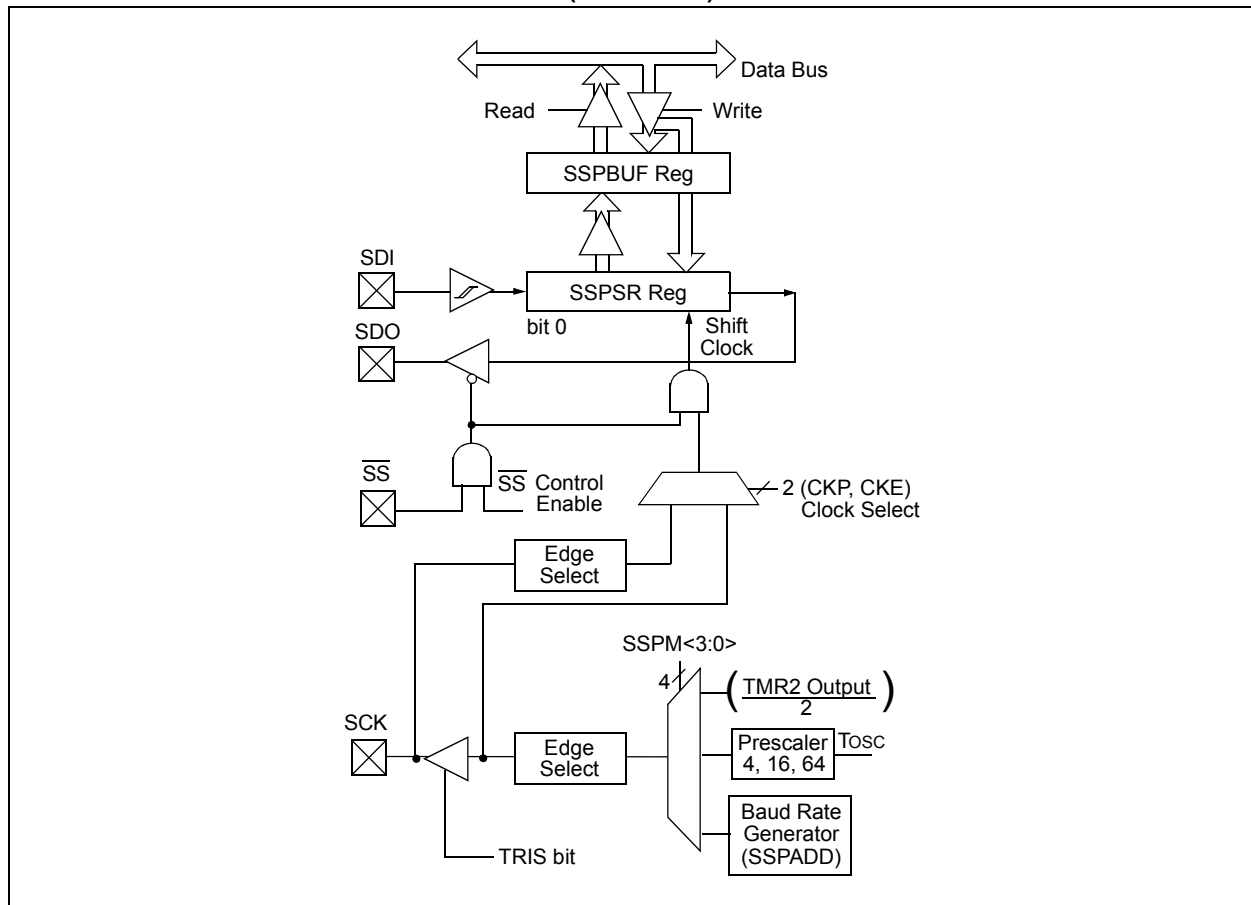 Data Bus
Read
Write
SSPBUF Reg
SDI
SSPSR Reg
bit 0
Shift
Clock
SDO
SS
SS Control
Enable
2 (CKP, CKE)
Clock Select
Edge
Select
SSPM<3:0>
4
( TMR2 Output )
2
SCK
Edge
Select
Prescaler
4, 16, 64
TOSC
Baud Rate
Generator
(SSPADD)
TRIS bit